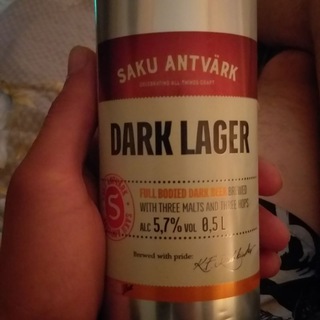 SAKU ANTVÄRK
CELEBRATING ALL THINGS CRAFT
DARK LAGER
S
FULL BODIED DARK BEER BREWED
WITH THREE MALTS AND THREE HOPS
ALC 5,7% VOL 0,5 L
Brewed with pride: